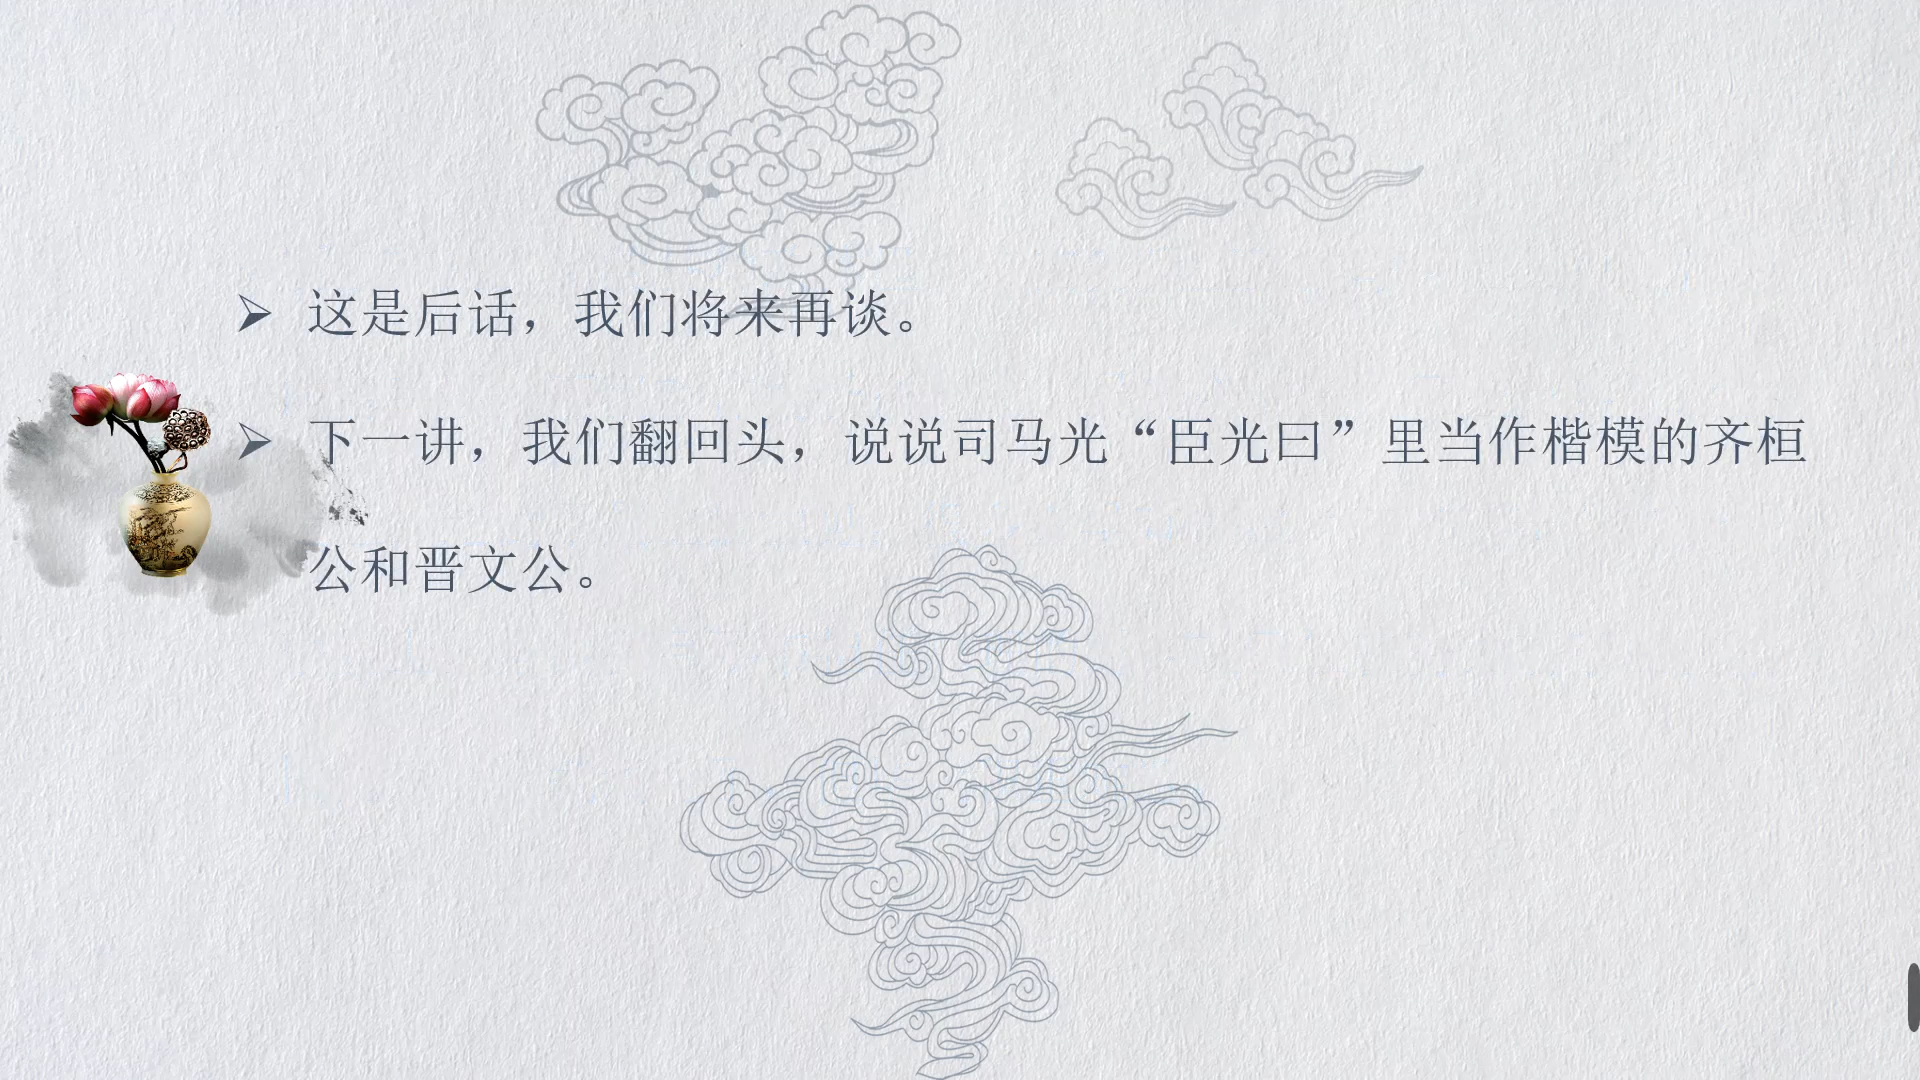 ➢ 这是后话，我们将来再谈。
➢ 下一讲，我们翻回头，说说司马光“臣光曰”里当作楷模的齐桓
公和晋文公。